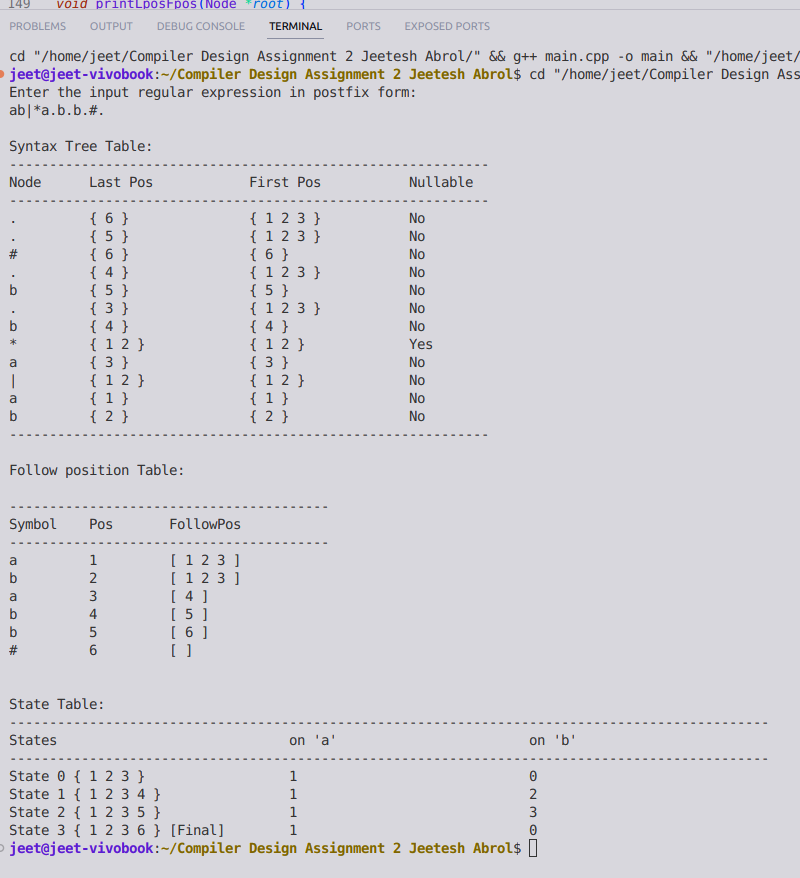 149 void printLposFpos(Node *root) {
PROBLEMS OUTPUT DEBUG CONSOLE TERMINAL PORTS EXPOSED PORTS
cd "/home/jeet/Compiler Design Assignment 2 Jeetesh Abrol/" && g++ main.cpp -o main && "/home/jeet/
jeet@jeet-vivobook:~/Compiler Design Assignment 2 Jeetesh Abrol$ cd "/home/jeet/Compiler Design Ass
Enter the input regular expression in postfix form:
ab|*a.b.b.#.
Syntax Tree Table:
------------------------------------------------------------
Node Last Pos First Pos Nullable
------------------------------------------------------------
. { 6 } { 1 2 3 } No
. { 5 } { 1 2 3 } No
# { 6 } { 6 } No
. { 4 } { 1 2 3 } No
b { 5 } { 5 } No
. { 3 } { 1 2 3 } No
b { 4 } { 4 } No
* { 1 2 } { 1 2 } Yes
a { 3 } { 3 } No
| { 1 2 } { 1 2 } No
a { 1 } { 1 } No
b { 2 } { 2 } No
------------------------------------------------------------
Follow position Table:
----------------------------------------
Symbol Pos FollowPos
----------------------------------------
a 1 [ 1 2 3 ]
b 2 [ 1 2 3 ]
a 3 [ 4 ]
b 4 [ 5 ]
b 5 [ 6 ]
# 6 [ ]
State Table:
-----------------------------------------------------------------------------------------------
States on 'a' on 'b'
-----------------------------------------------------------------------------------------------
State 0 { 1 2 3 } 1 0
State 1 { 1 2 3 4 } 1 2
State 2 { 1 2 3 5 } 1 3
State 3 { 1 2 3 6 } [Final] 1 0
jeet@jeet-vivobook:~/Compiler Design Assignment 2 Jeetesh Abrol$